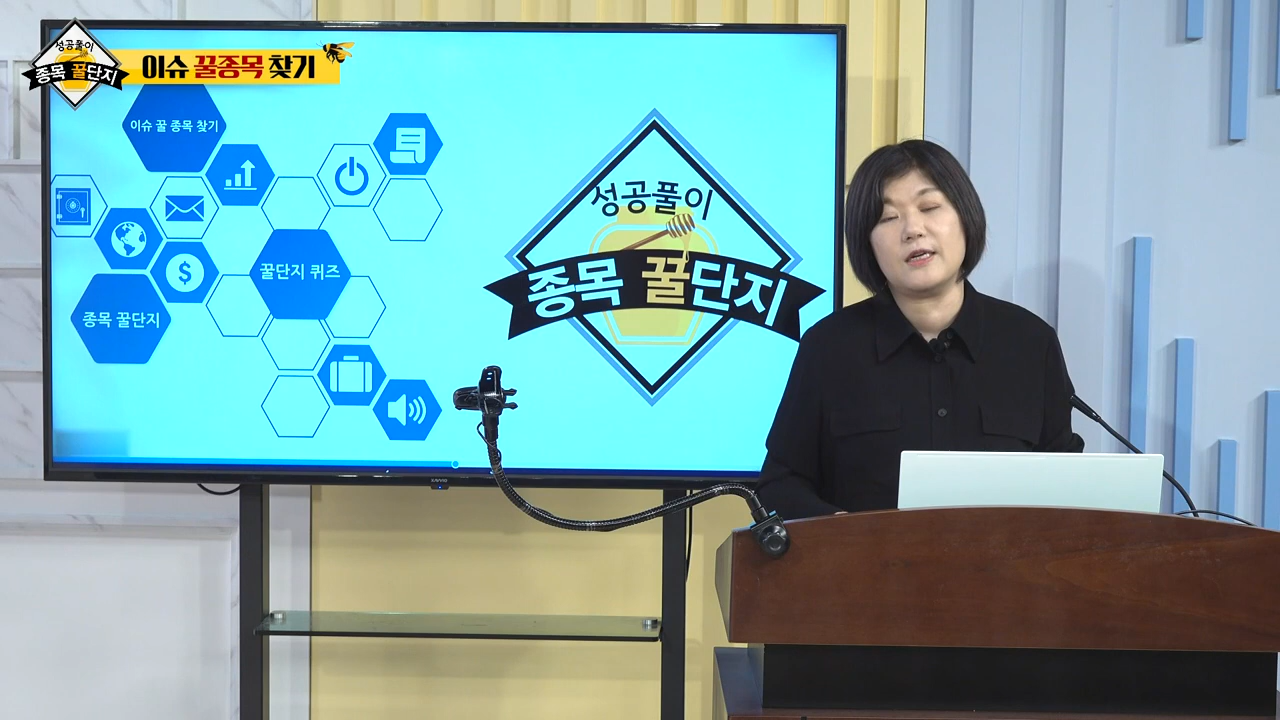 성공풀이
종목 꿀단지
이슈 꿀종목 찾기
이슈 꿀 종목 찾기
꿀단지 퀴즈
종목 꿀단지
$
성공풀이
종목 꿀단지